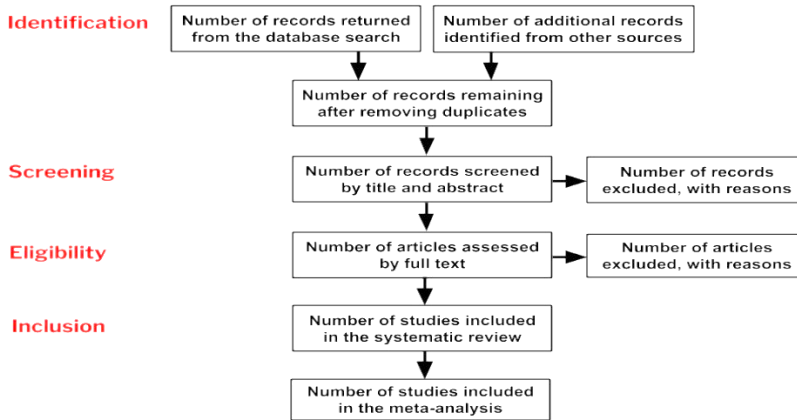 Identification
Number of records returned
from the database search
Number of additional records
identified from other sources
Number of records remaining
after removing duplicates
Screening
Number of records screened
by title and abstract
Number of records
excluded, with reasons
Eligibility
Number of articles assessed
by full text
Number of articles
excluded, with reasons
Inclusion
Number of studies included
in the systematic review
Number of studies included
in the meta-analysis